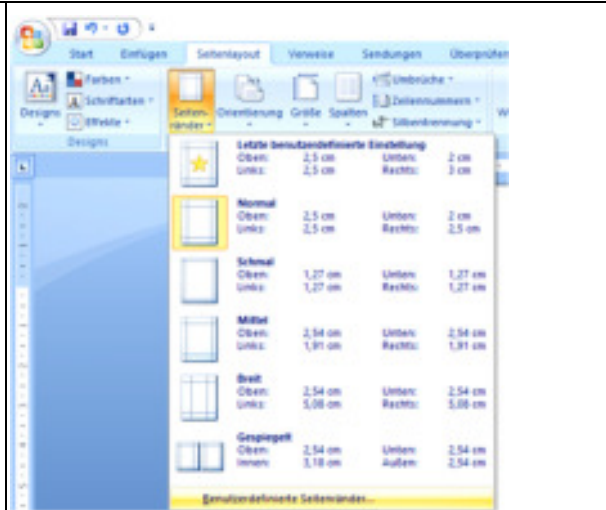 Start Einfügen Seitenlayout Verweise Sendungen Überprüfen
Farben
Schriftarten
Effekte
Designs
Designs
Seiten-
ränder
Orientierung Größe Spalten
Umbrüche
Zeilennummern
Silbentrennung
Letzte benutzerdefinierte Einstellung
Oben: 2,5 cm Unten: 2 cm
Links: 2,5 cm Rechts: 3 cm
Normal
Oben: 2,5 cm Unten: 2 cm
Links: 2,5 cm Rechts: 2,5 cm
Schmal
Oben: 1,27 cm Unten: 1,27 cm
Links: 1,27 cm Rechts: 1,27 cm
Mittel
Oben: 2,54 cm Unten: 2,54 cm
Links: 1,91 cm Rechts: 1,91 cm
Breit
Oben: 2,54 cm Unten: 2,54 cm
Links: 5,08 cm Rechts: 5,08 cm
Gespiegelt
Oben: 2,54 cm Unten: 2,54 cm
Innen: 3,18 cm Außen: 2,54 cm
Benutzerdefinierte Seitenränder...